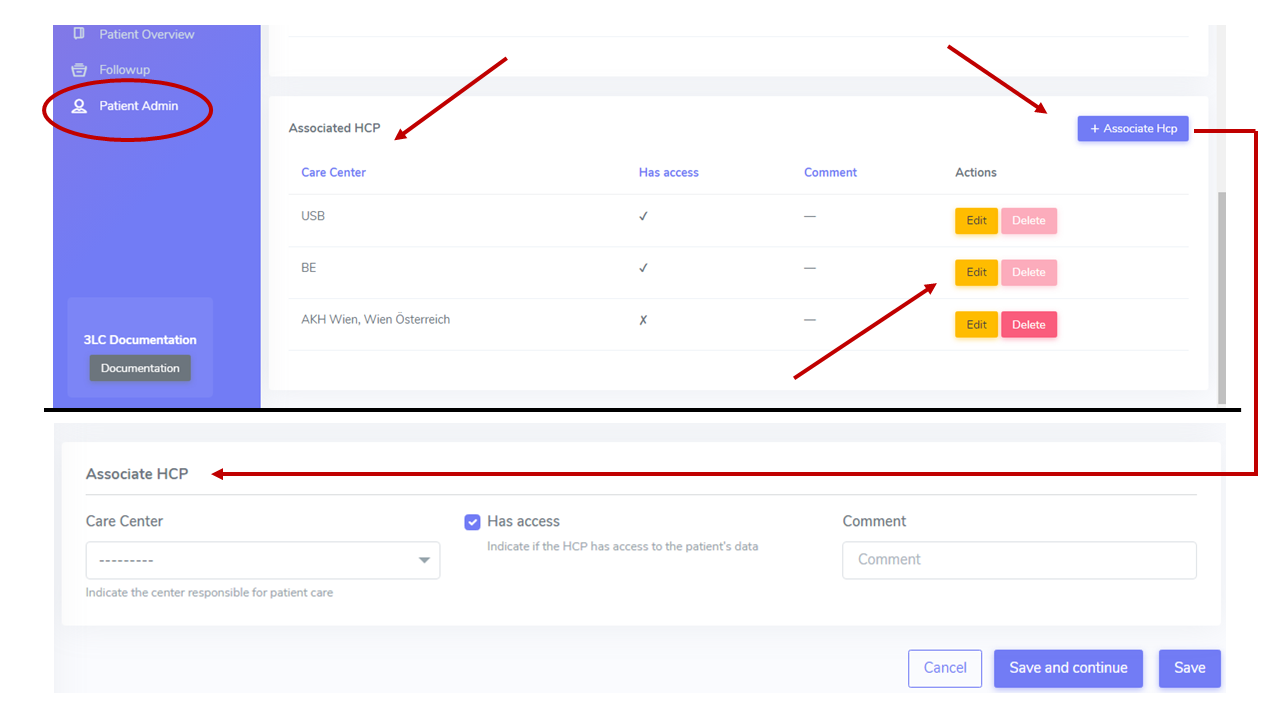 Patient Overview
Followup
Patient Admin
3LC Documentation
Documentation
Associated HCP
+ Associate Hcp
Care Center Has access Comment Actions
USB ✓ — Edit Delete
BE ✓ — Edit Delete
AKH Wien, Wien Österreich ✗ — Edit Delete
Associate HCP
Care Center Has access Comment
--------- Indicate if the HCP has access to the patient's data Comment
Indicate the center responsible for patient care
Cancel Save and continue Save